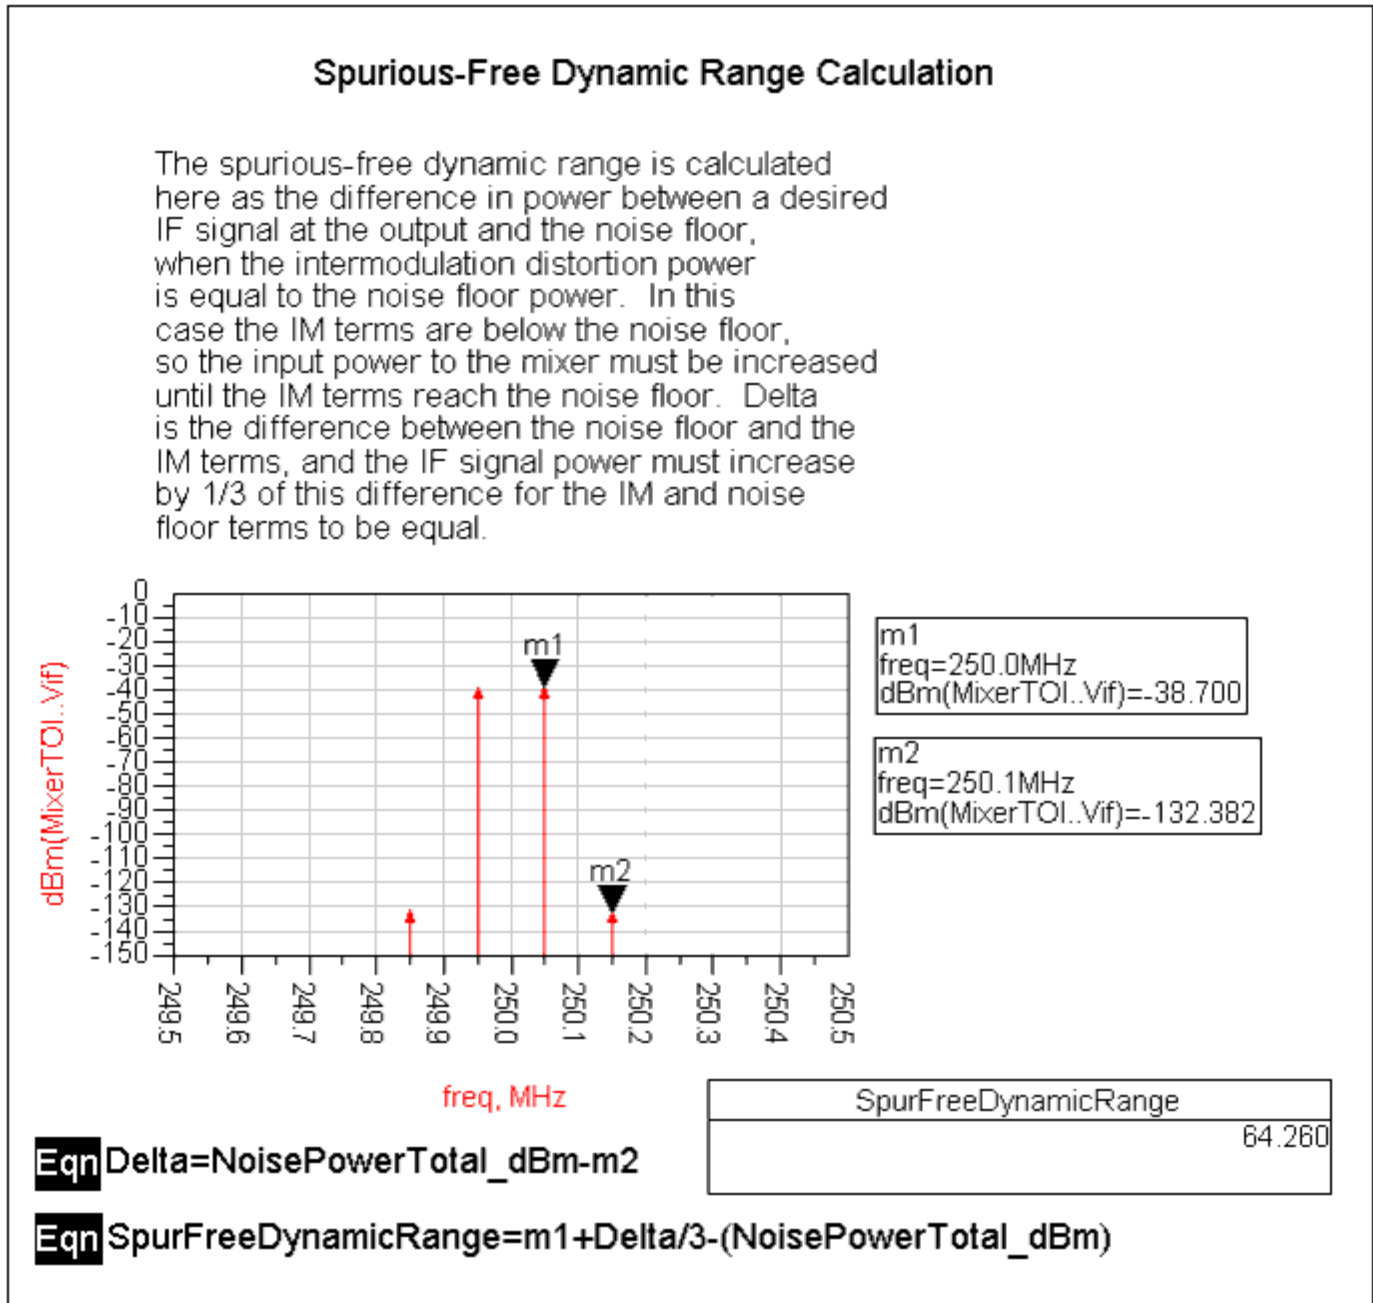 Spurious-Free Dynamic Range Calculation
The spurious-free dynamic range is calculated
here as the difference in power between a desired
IF signal at the output and the noise floor,
when the intermodulation distortion power
is equal to the noise floor power.  In this
case the IM terms are below the noise floor,
so the input power to the mixer must be increased
until the IM terms reach the noise floor.  Delta
is the difference between the noise floor and the
IM terms, and the IF signal power must increase
by 1/3 of this difference for the IM and noise
floor terms to be equal.
dBm(MixerTOI..Vif)
0
-10
-20
-30
-40
-50
-60
-70
-80
-90
-100
-110
-120
-130
-140
-150
m1
m2
249.5
249.6
249.7
249.8
249.9
250.0
250.1
250.2
250.3
250.4
250.5
freq, MHz
m1
freq=250.0MHz
dBm(MixerTOI..Vif)=-38.700
m2
freq=250.1MHz
dBm(MixerTOI..Vif)=-132.382
SpurFreeDynamicRange
64.260
Eqn Delta=NoisePowerTotal_dBm-m2
Eqn SpurFreeDynamicRange=m1+Delta/3-(NoisePowerTotal_dBm)